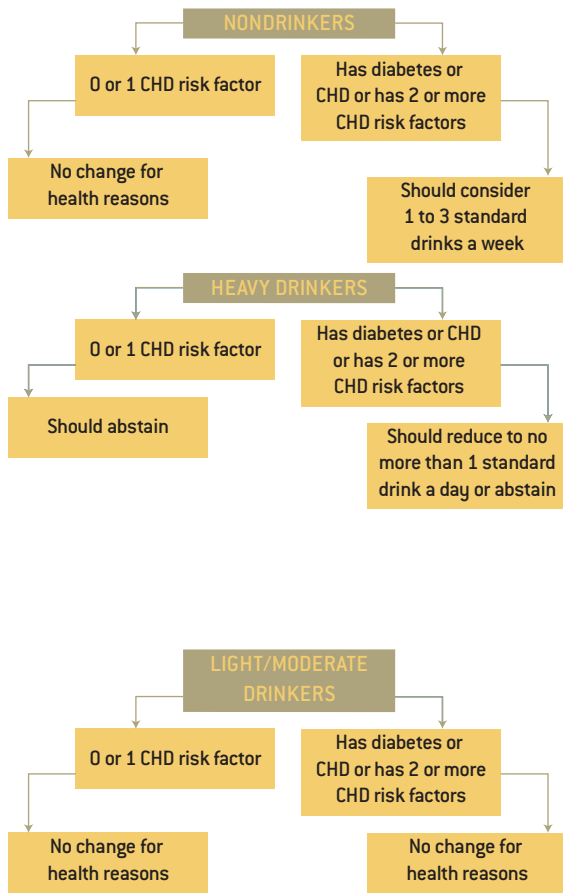 NONDRINKERS
0 or 1 CHD risk factor
Has diabetes or
CHD or has 2 or more
CHD risk factors
No change for
health reasons
Should consider
1 to 3 standard
drinks a week
HEAVY DRINKERS
0 or 1 CHD risk factor
Has diabetes or CHD
or has 2 or more
CHD risk factors
Should abstain
Should reduce to no
more than 1 standard
drink a day or abstain
LIGHT/MODERATE
DRINKERS
0 or 1 CHD risk factor
Has diabetes or
CHD or has 2 or more
CHD risk factors
No change for
health reasons
No change for
health reasons